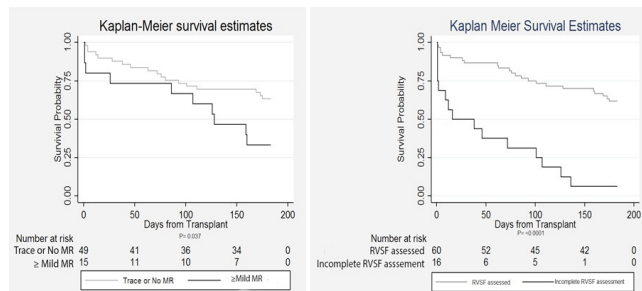 Kaplan-Meier survival estimates
1.00
0.75
0.50
0.25
0.00
Survival Probability
0 50 100 150 200
Days from Transplant
P= 0.037
Number at risk
Trace or No MR 49 41 36 34 0
≥ Mild MR 15 11 10 7 0
Trace or No MR ≥Mild MR
Kaplan Meier Survival Estimates
1.00
0.75
0.50
0.25
0.00
Survival Probability
0 50 100 150 200
Days from Transplant
P= <0.0001
Number at risk
RVSF assessed 60 52 45 42 0
Incomplete RVSF assessement 16 6 5 1 0
RVSF assessed Incomplete RVSF assessment